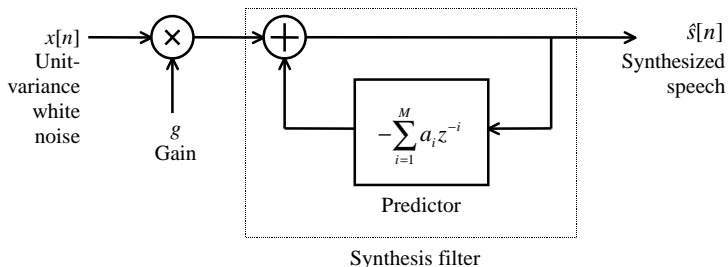 x[n]
Unit-
variance
white
noise
×
g
Gain
+
ŝ[n]
Synthesized
speech
−∑_{i=1}^{M} a_i z^{−i}
Predictor
Synthesis filter